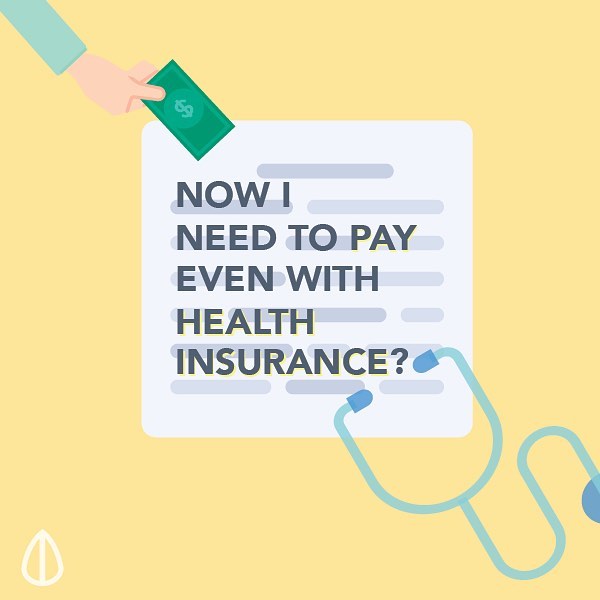 NOW I
NEED TO PAY
EVEN WITH
HEALTH
INSURANCE?
$